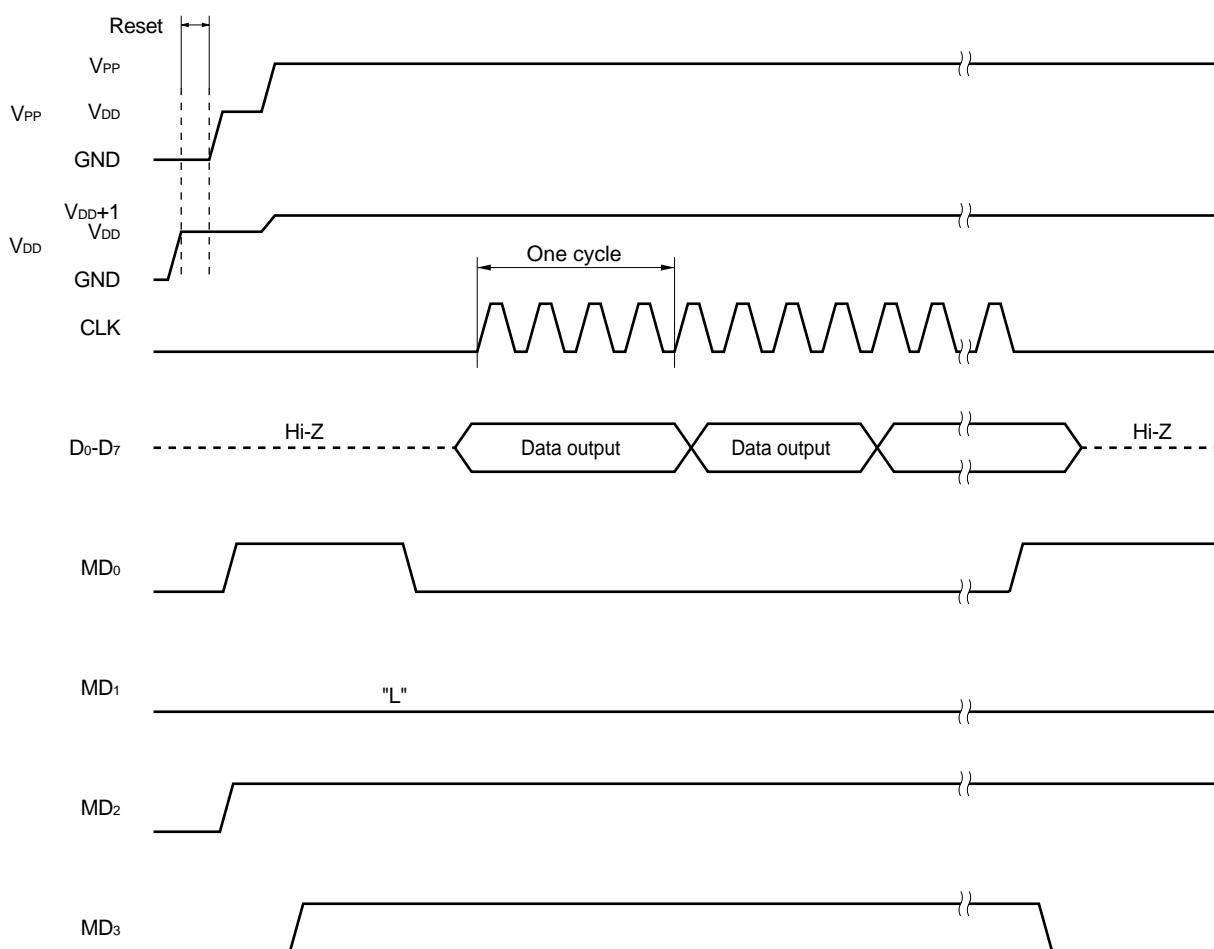 Reset
VPP
VPP VDD
GND
VDD+1
VDD VDD
GND
One cycle
CLK
D0-D7 Hi-Z Data output Data output Hi-Z
MD0
MD1 "L"
MD2
MD3